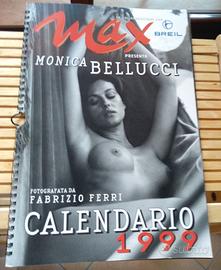 max
BREIL
PRESENTA
MONICA
BELLUCCI
FOTOGRAFATA DA
FABRIZIO FERRI
CALENDARIO
1999